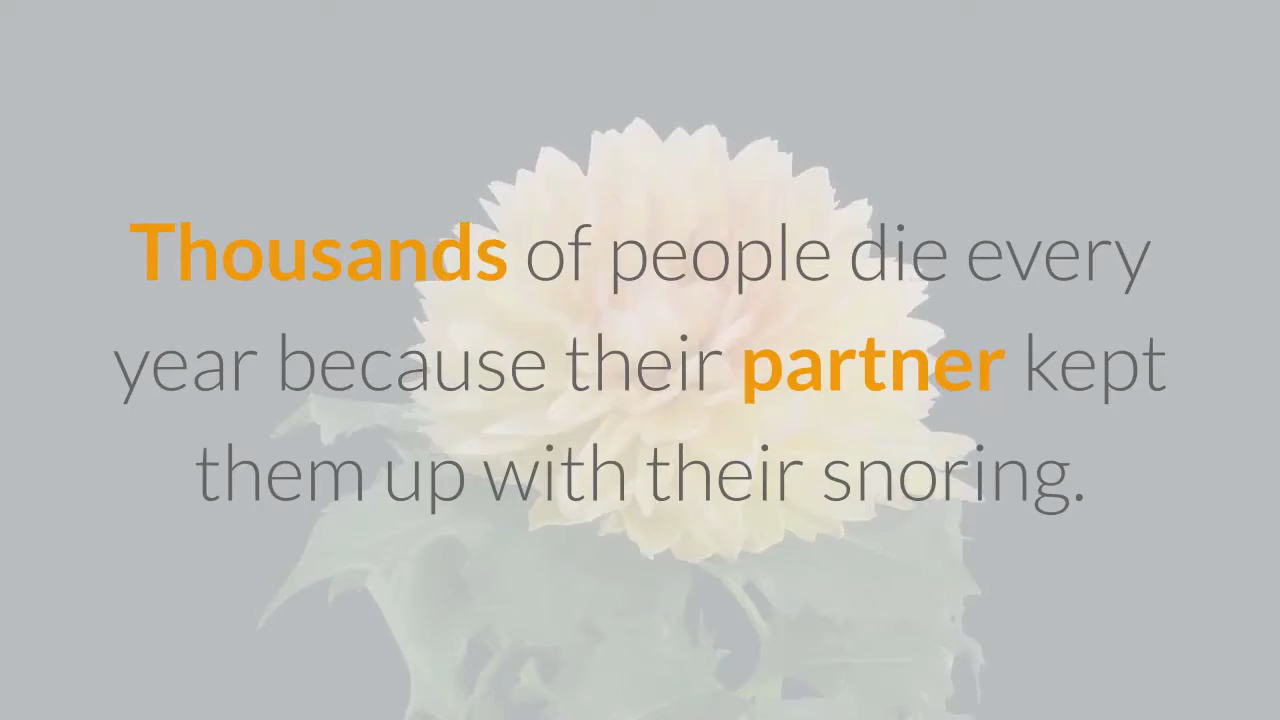 Thousands of people die every
year because their partner kept
them up with their snoring.